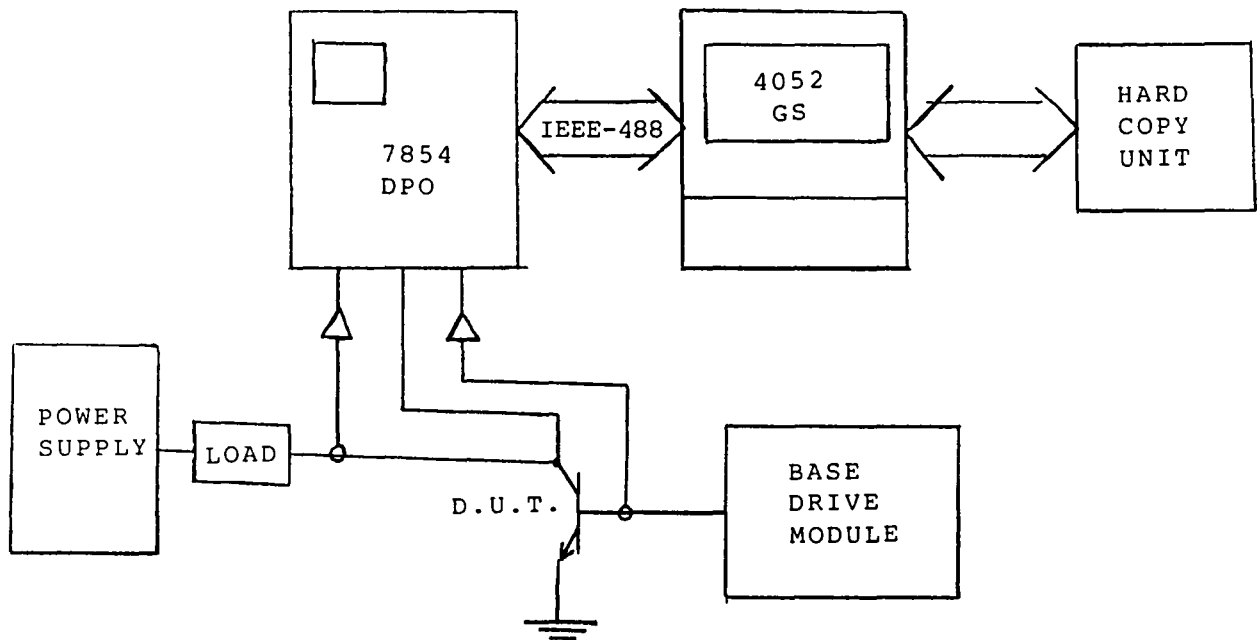 7854
DPO
IEEE-488
4052
GS
HARD
COPY
UNIT
POWER
SUPPLY
LOAD
D.U.T.
BASE
DRIVE
MODULE